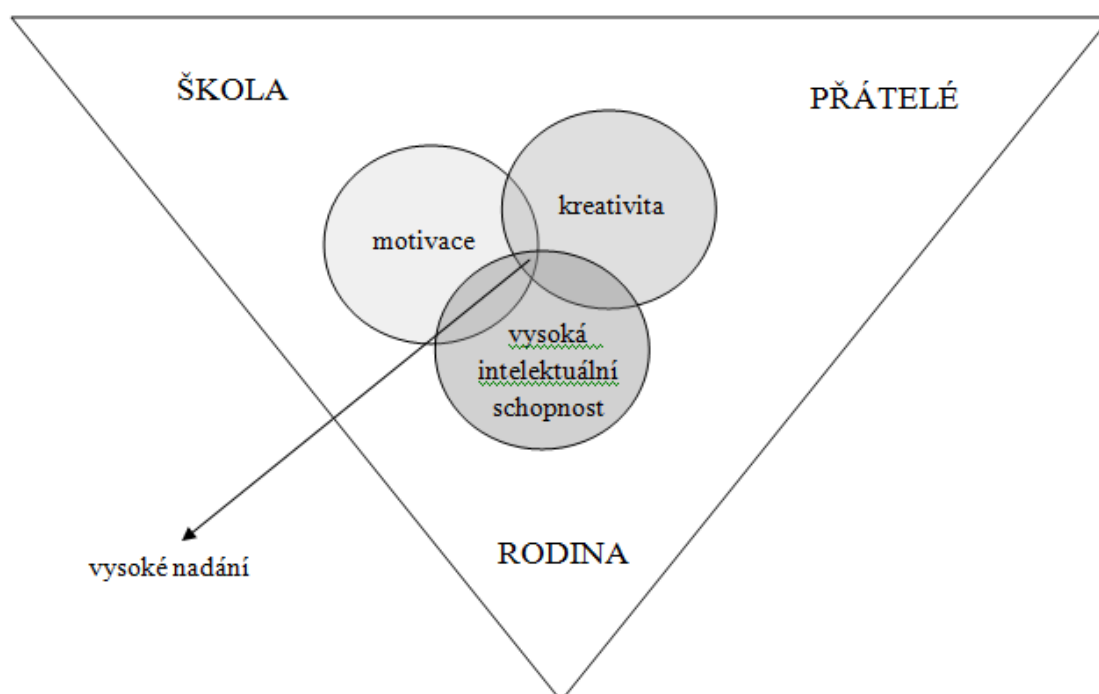 ŠKOLA
PŘÁTELÉ
kreativita
motivace
vysoká
intelektuální
schopnost
RODINA
vysoké nadání